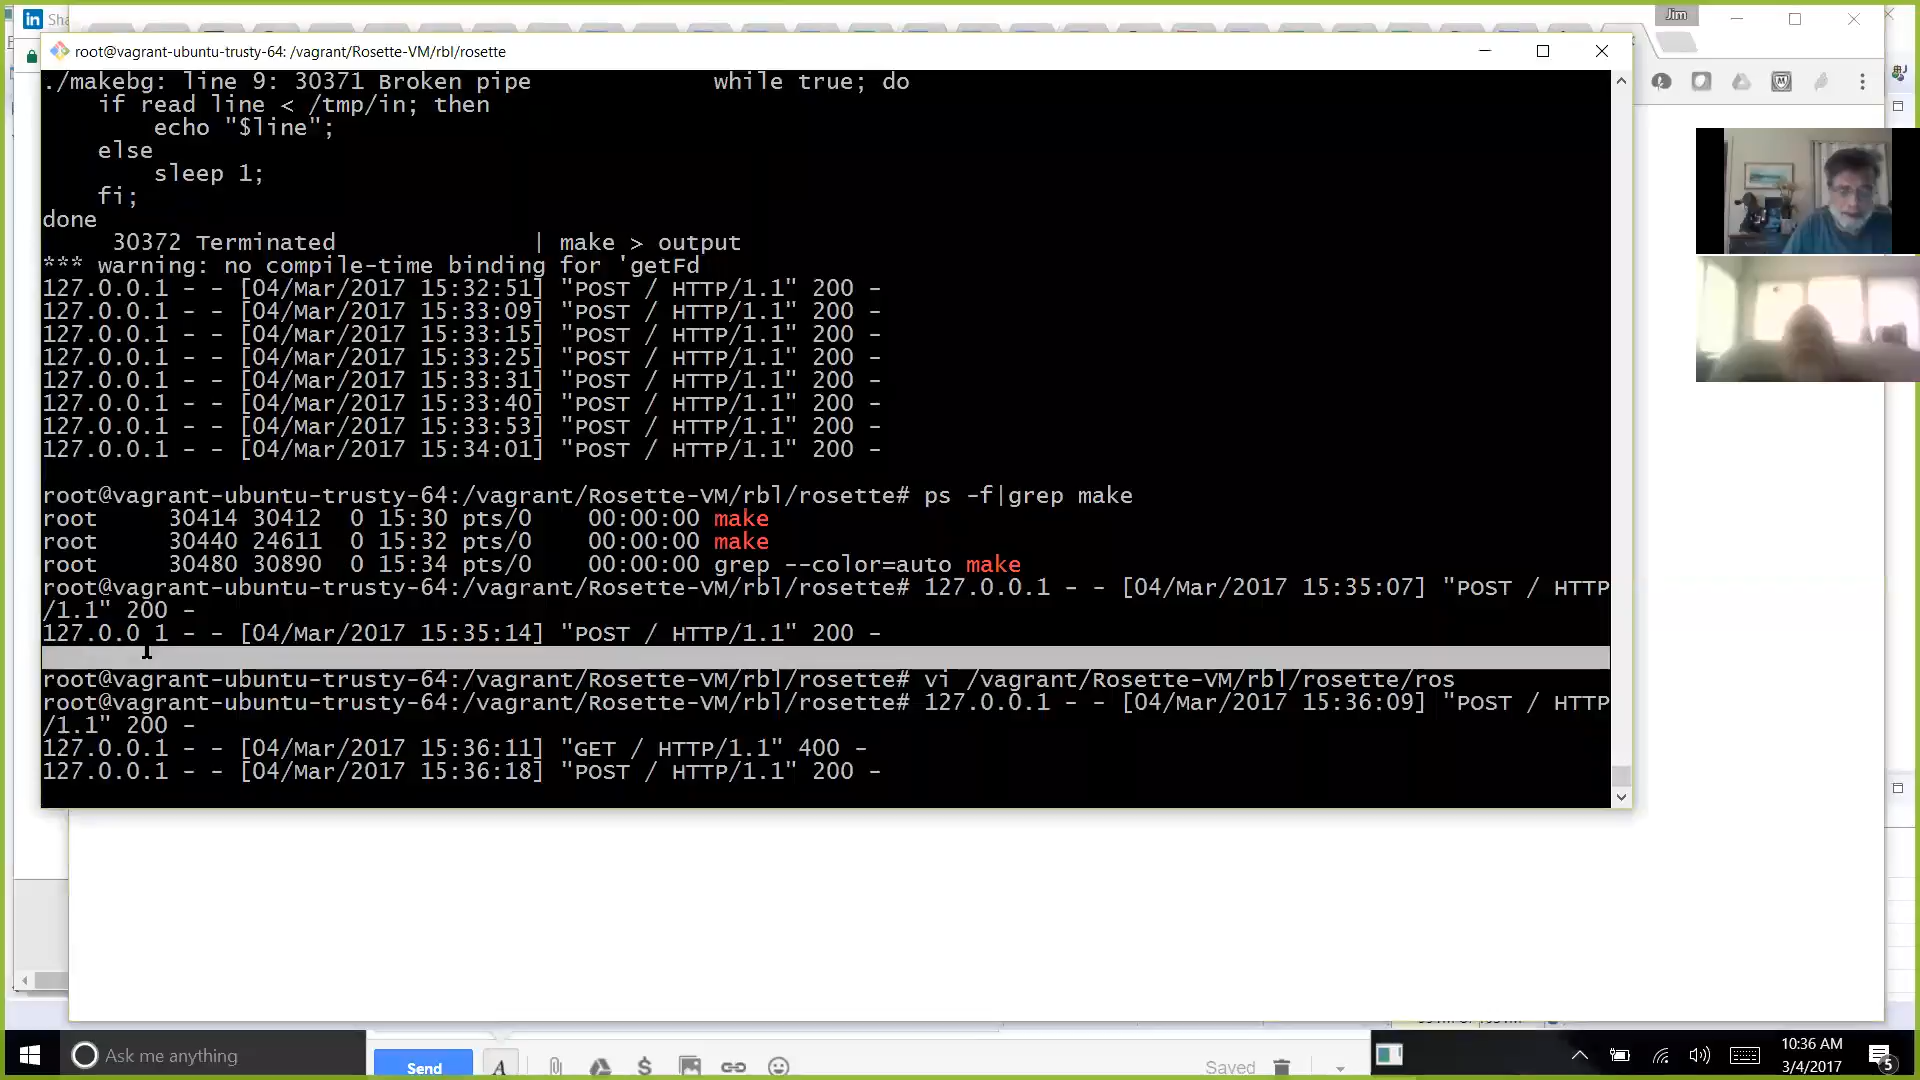 Sha
Jim
root@vagrant-ubuntu-trusty-64: /vagrant/Rosette-VM/rbl/rosette
./makebg: line 9: 30371 Broken pipe             while true; do
    if read line < /tmp/in; then
        echo "$line";
    else
        sleep 1;
    fi;
done
     30372 Terminated              | make > output
*** warning: no compile-time binding for 'getFd
127.0.0.1 - - [04/Mar/2017 15:32:51] "POST / HTTP/1.1" 200 -
127.0.0.1 - - [04/Mar/2017 15:33:09] "POST / HTTP/1.1" 200 -
127.0.0.1 - - [04/Mar/2017 15:33:15] "POST / HTTP/1.1" 200 -
127.0.0.1 - - [04/Mar/2017 15:33:25] "POST / HTTP/1.1" 200 -
127.0.0.1 - - [04/Mar/2017 15:33:31] "POST / HTTP/1.1" 200 -
127.0.0.1 - - [04/Mar/2017 15:33:40] "POST / HTTP/1.1" 200 -
127.0.0.1 - - [04/Mar/2017 15:33:53] "POST / HTTP/1.1" 200 -
127.0.0.1 - - [04/Mar/2017 15:34:01] "POST / HTTP/1.1" 200 -
root@vagrant-ubuntu-trusty-64:/vagrant/Rosette-VM/rbl/rosette# ps -f|grep make
root     30414 30412  0 15:30 pts/0    00:00:00 make
root     30440 24611  0 15:32 pts/0    00:00:00 make
root     30480 30890  0 15:34 pts/0    00:00:00 grep --color=auto make
root@vagrant-ubuntu-trusty-64:/vagrant/Rosette-VM/rbl/rosette# 127.0.0.1 - - [04/Mar/2017 15:35:07] "POST / HTTP
/1.1" 200 -
127.0.0 1 - - [04/Mar/2017 15:35:14] "POST / HTTP/1.1" 200 -
root@vagrant-ubuntu-trusty-64:/vagrant/Rosette-VM/rbl/rosette# vi /vagrant/Rosette-VM/rbl/rosette/ros
root@vagrant-ubuntu-trusty-64:/vagrant/Rosette-VM/rbl/rosette# 127.0.0.1 - - [04/Mar/2017 15:36:09] "POST / HTTP
/1.1" 200 -
127.0.0.1 - - [04/Mar/2017 15:36:11] "GET / HTTP/1.1" 400 -
127.0.0.1 - - [04/Mar/2017 15:36:18] "POST / HTTP/1.1" 200 -
Ask me anything
Send
Saved
10:36 AM
3/4/2017
5